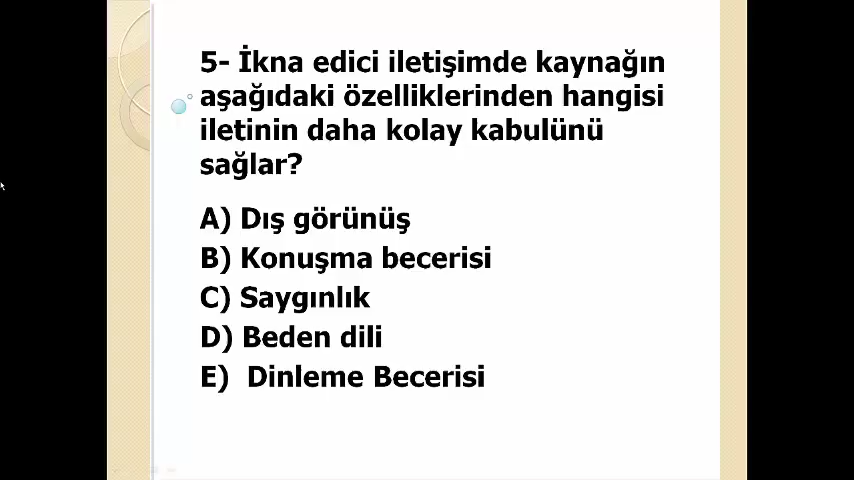 5- İkna edici iletişimde kaynağın
aşağıdaki özelliklerinden hangisi
iletinin daha kolay kabulünü
sağlar?
A) Dış görünüş
B) Konuşma becerisi
C) Saygınlık
D) Beden dili
E)  Dinleme Becerisi